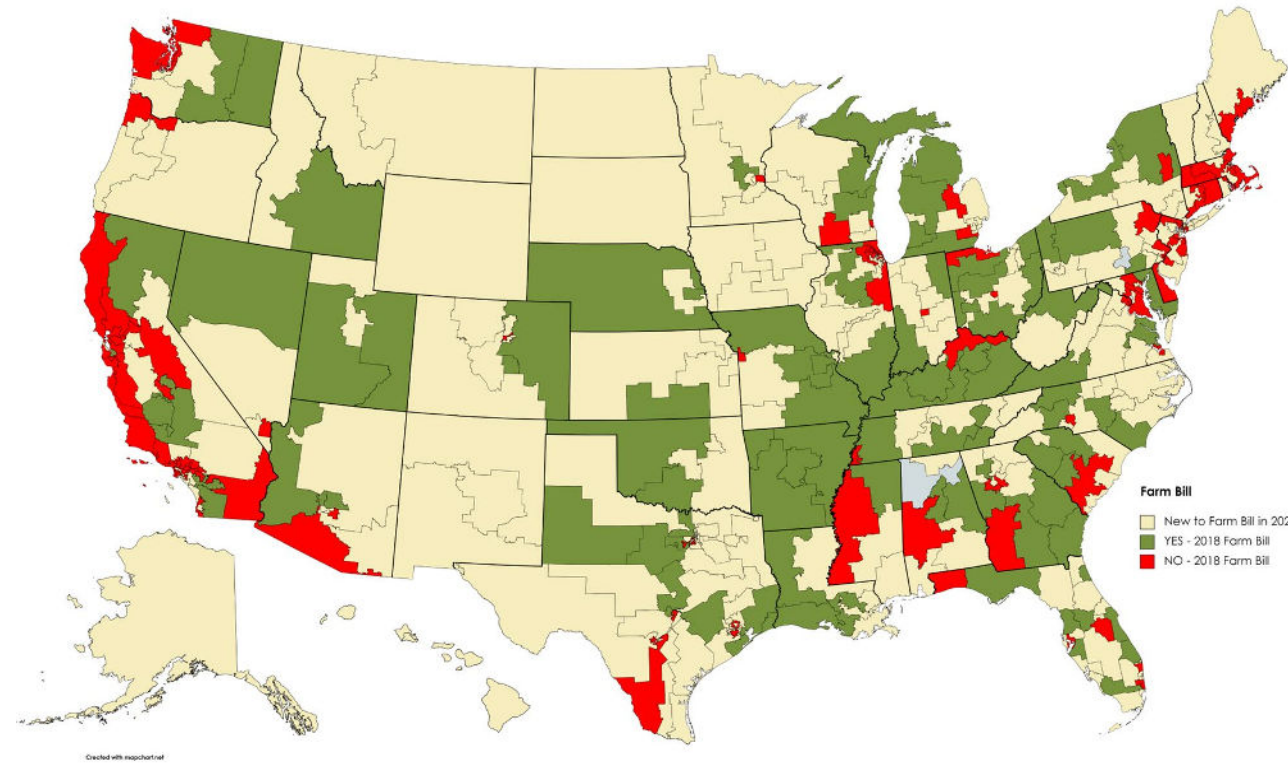 Farm Bill
New to Farm Bill in 202
YES - 2018 Farm Bill
NO - 2018 Farm Bill
Created with mapchart.net